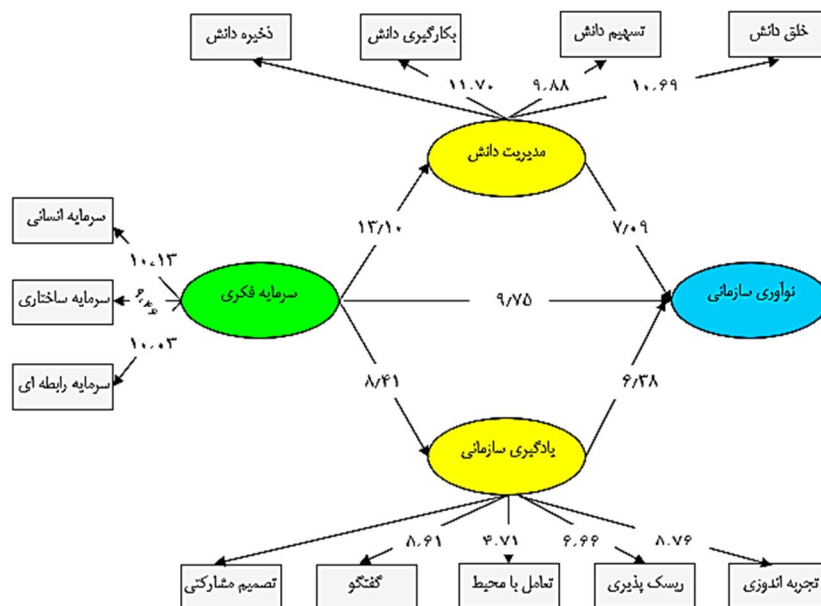 خلق دانش
تسهیم دانش
بکارگیری دانش
ذخیره دانش
۱۰.۶۹
۹.۸۸
۱۱.۷۰
مدیریت دانش
۱۳/۱۰
۷/۰۹
سرمایه انسانی
۱۰.۱۳
سرمایه ساختاری
سرمایه فکری
۹/۷۵
نوآوری سازمانی
۱۰.۰۳
سرمایه رابطه ای
۸/۴۱
۶/۳۸
یادگیری سازمانی
۸.۷۶
۶.۶۶
۴.۷۱
۸.۶۱
تجربه اندوزی
ریسک پذیری
تعامل با محیط
گفتگو
تصمیم مشارکتی